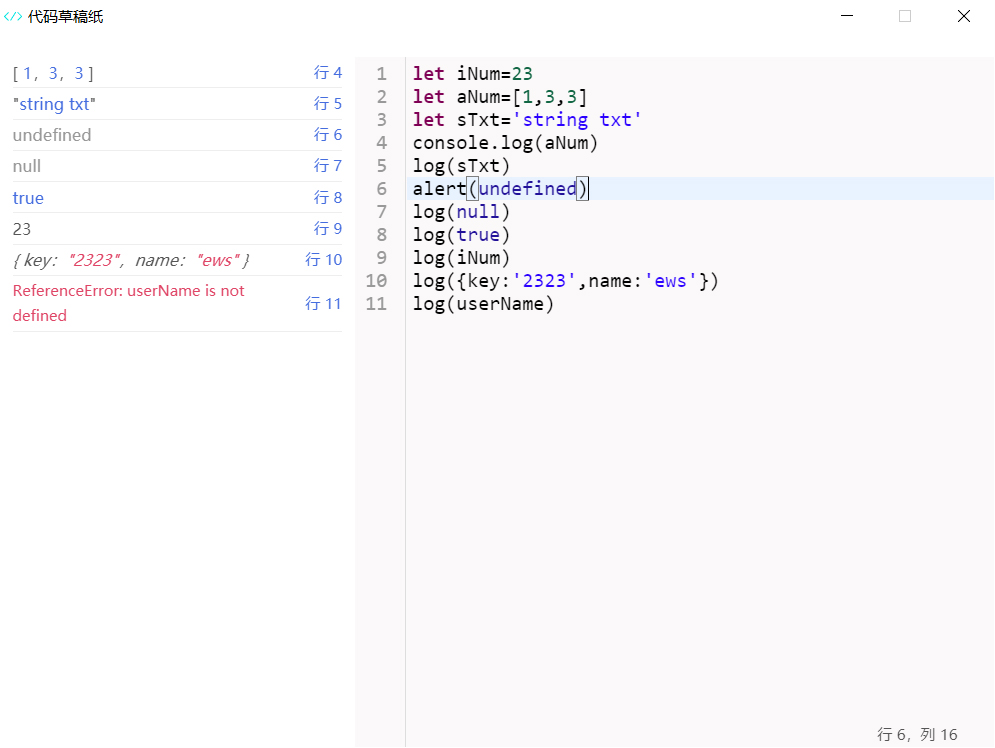 </> 代码草稿纸
[ 1, 3, 3 ] 行 4
"string txt" 行 5
undefined 行 6
null 行 7
true 行 8
23 行 9
{ key: "2323", name: "ews" } 行 10
ReferenceError: userName is not
defined 行 11
1 let iNum=23
2 let aNum=[1,3,3]
3 let sTxt='string txt'
4 console.log(aNum)
5 log(sTxt)
6 alert(undefined)
7 log(null)
8 log(true)
9 log(iNum)
10 log({key:'2323',name:'ews'})
11 log(userName)
行 6，列 16